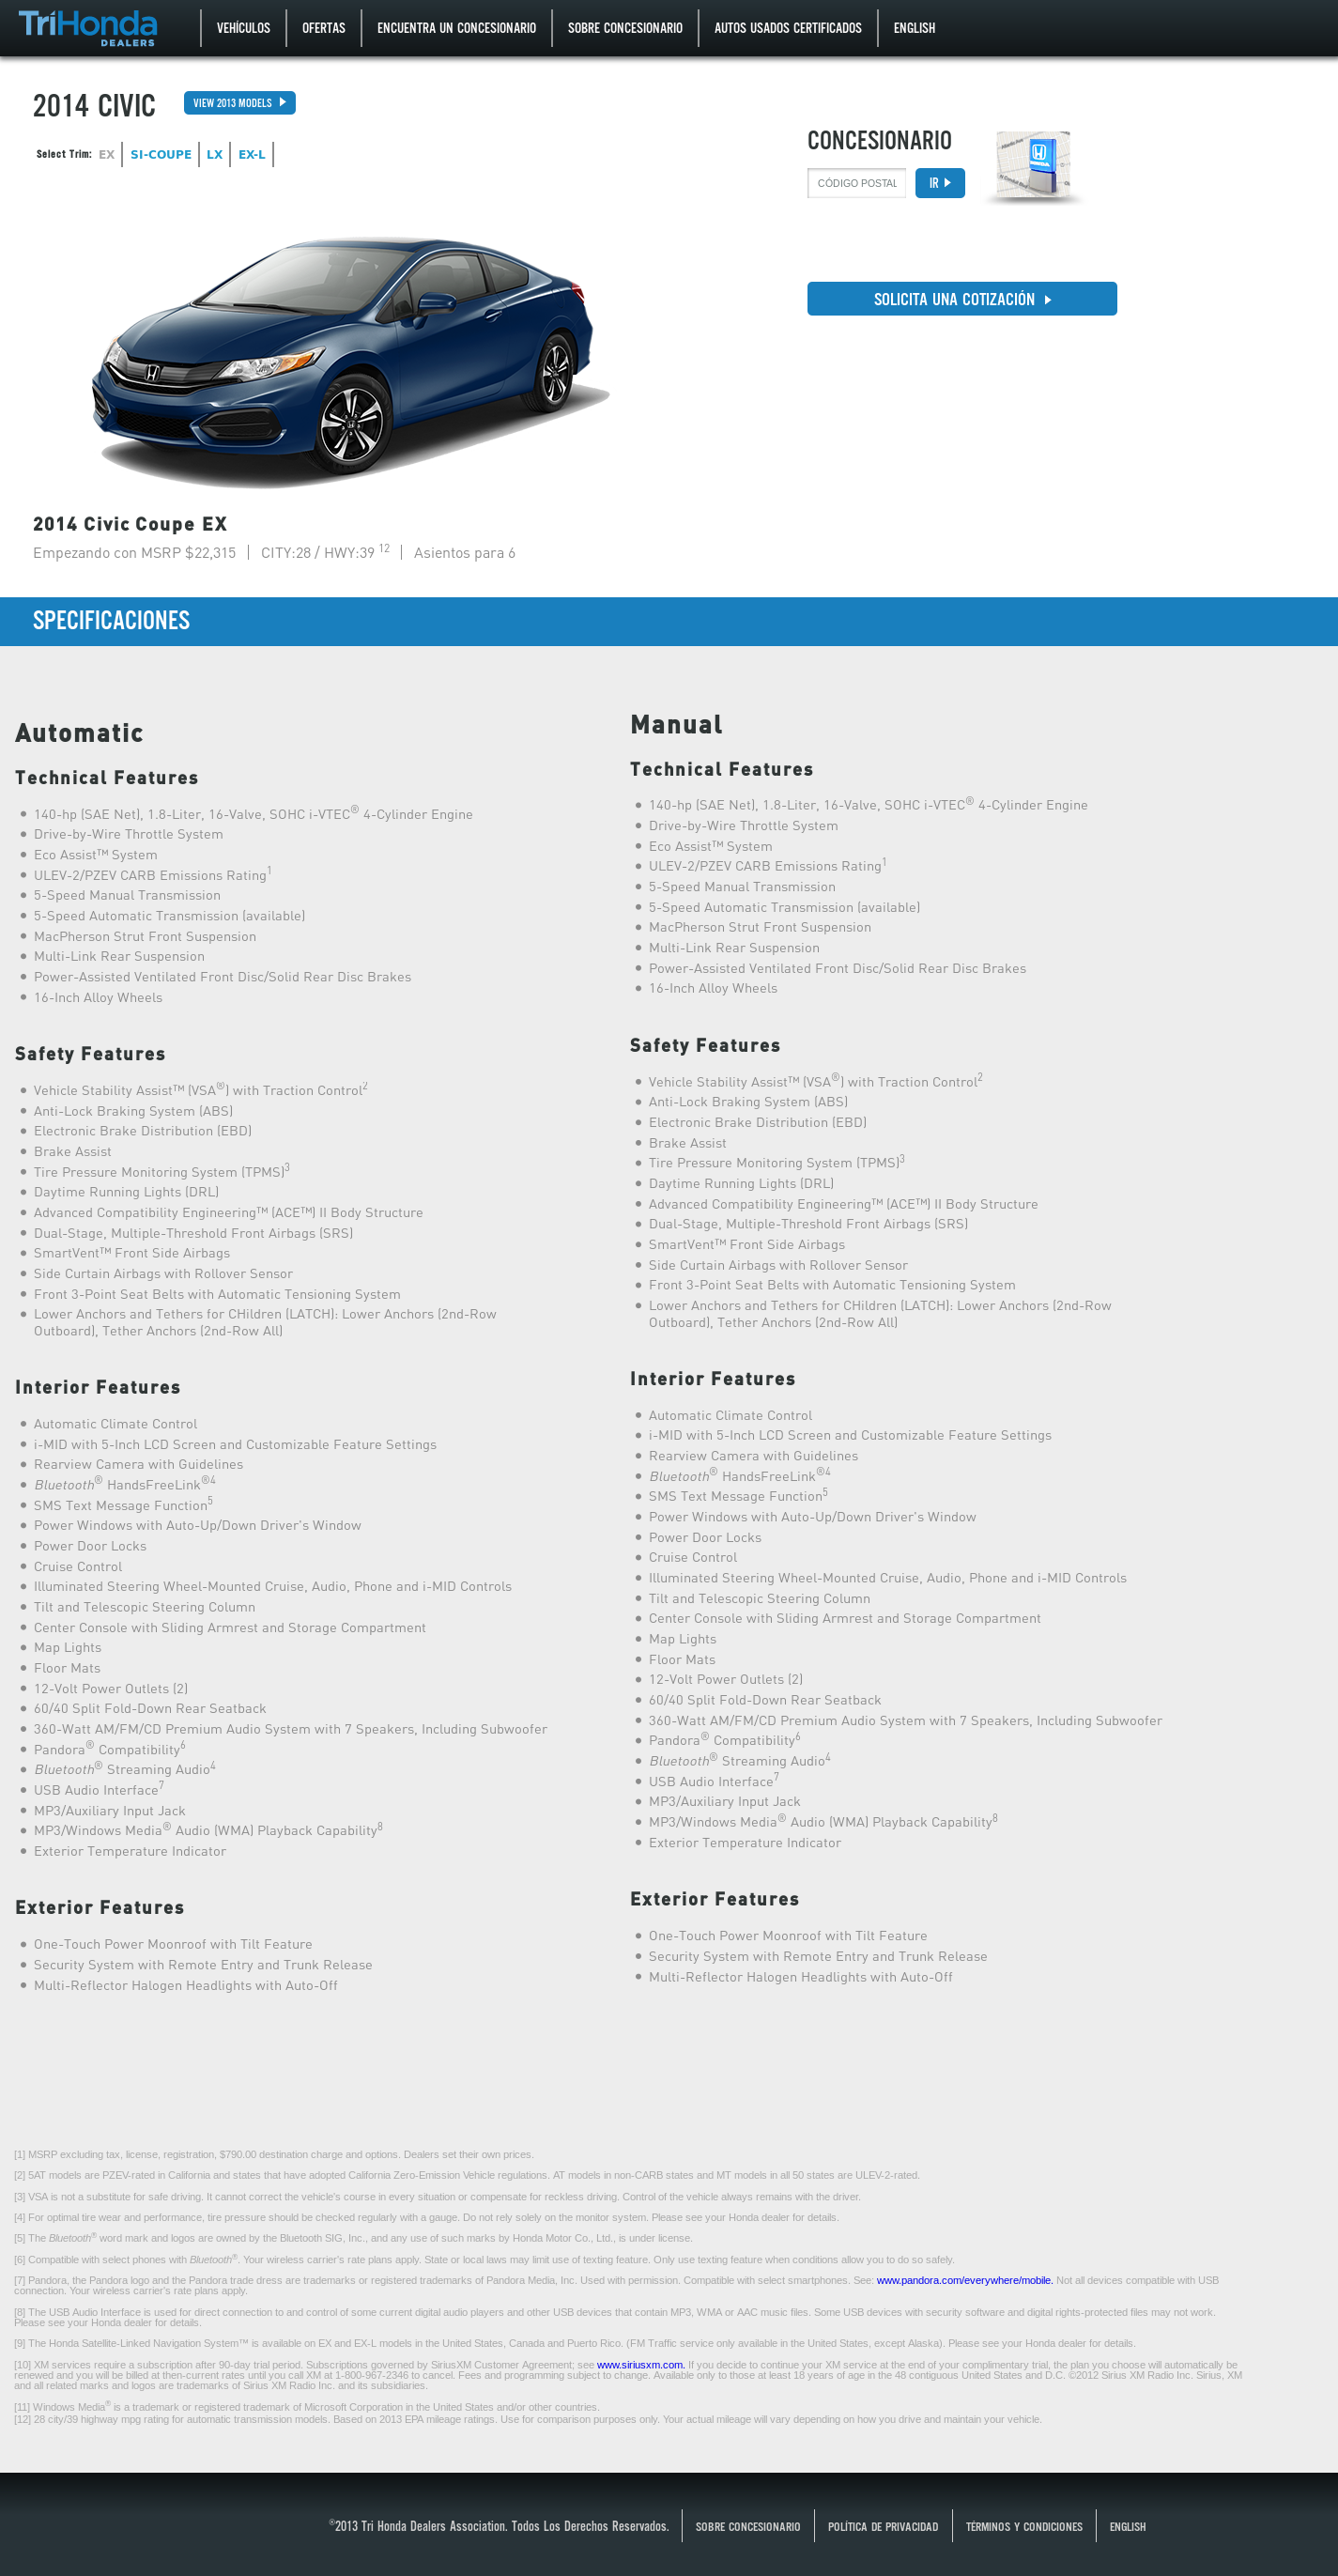 TriHonda
DEALERS
VEHÍCULOS
OFERTAS
ENCUENTRA UN CONCESIONARIO
SOBRE CONCESIONARIO
AUTOS USADOS CERTIFICADOS
ENGLISH
2014 CIVIC
VIEW 2013 MODELS
Select Trim: EX SI-COUPE LX EX-L
CONCESIONARIO
CÓDIGO POSTAL
IR
SOLICITA UNA COTIZACIÓN
2014 Civic Coupe EX
Empezando con MSRP $22,315 | CITY:28 / HWY:39 12 | Asientos para 6
SPECIFICACIONES
Automatic
Technical Features
140-hp (SAE Net), 1.8-Liter, 16-Valve, SOHC i-VTEC® 4-Cylinder Engine
Drive-by-Wire Throttle System
Eco Assist™ System
ULEV-2/PZEV CARB Emissions Rating1
5-Speed Manual Transmission
5-Speed Automatic Transmission (available)
MacPherson Strut Front Suspension
Multi-Link Rear Suspension
Power-Assisted Ventilated Front Disc/Solid Rear Disc Brakes
16-Inch Alloy Wheels
Safety Features
Vehicle Stability Assist™ (VSA®) with Traction Control2
Anti-Lock Braking System (ABS)
Electronic Brake Distribution (EBD)
Brake Assist
Tire Pressure Monitoring System (TPMS)3
Daytime Running Lights (DRL)
Advanced Compatibility Engineering™ (ACE™) II Body Structure
Dual-Stage, Multiple-Threshold Front Airbags (SRS)
SmartVent™ Front Side Airbags
Side Curtain Airbags with Rollover Sensor
Front 3-Point Seat Belts with Automatic Tensioning System
Lower Anchors and Tethers for CHildren (LATCH): Lower Anchors (2nd-Row
Outboard), Tether Anchors (2nd-Row All)
Interior Features
Automatic Climate Control
i-MID with 5-Inch LCD Screen and Customizable Feature Settings
Rearview Camera with Guidelines
Bluetooth® HandsFreeLink®4
SMS Text Message Function5
Power Windows with Auto-Up/Down Driver's Window
Power Door Locks
Cruise Control
Illuminated Steering Wheel-Mounted Cruise, Audio, Phone and i-MID Controls
Tilt and Telescopic Steering Column
Center Console with Sliding Armrest and Storage Compartment
Map Lights
Floor Mats
12-Volt Power Outlets (2)
60/40 Split Fold-Down Rear Seatback
360-Watt AM/FM/CD Premium Audio System with 7 Speakers, Including Subwoofer
Pandora® Compatibility6
Bluetooth® Streaming Audio4
USB Audio Interface7
MP3/Auxiliary Input Jack
MP3/Windows Media® Audio (WMA) Playback Capability8
Exterior Temperature Indicator
Exterior Features
One-Touch Power Moonroof with Tilt Feature
Security System with Remote Entry and Trunk Release
Multi-Reflector Halogen Headlights with Auto-Off
Manual
Technical Features
140-hp (SAE Net), 1.8-Liter, 16-Valve, SOHC i-VTEC® 4-Cylinder Engine
Drive-by-Wire Throttle System
Eco Assist™ System
ULEV-2/PZEV CARB Emissions Rating1
5-Speed Manual Transmission
5-Speed Automatic Transmission (available)
MacPherson Strut Front Suspension
Multi-Link Rear Suspension
Power-Assisted Ventilated Front Disc/Solid Rear Disc Brakes
16-Inch Alloy Wheels
Safety Features
Vehicle Stability Assist™ (VSA®) with Traction Control2
Anti-Lock Braking System (ABS)
Electronic Brake Distribution (EBD)
Brake Assist
Tire Pressure Monitoring System (TPMS)3
Daytime Running Lights (DRL)
Advanced Compatibility Engineering™ (ACE™) II Body Structure
Dual-Stage, Multiple-Threshold Front Airbags (SRS)
SmartVent™ Front Side Airbags
Side Curtain Airbags with Rollover Sensor
Front 3-Point Seat Belts with Automatic Tensioning System
Lower Anchors and Tethers for CHildren (LATCH): Lower Anchors (2nd-Row
Outboard), Tether Anchors (2nd-Row All)
Interior Features
Automatic Climate Control
i-MID with 5-Inch LCD Screen and Customizable Feature Settings
Rearview Camera with Guidelines
Bluetooth® HandsFreeLink®4
SMS Text Message Function5
Power Windows with Auto-Up/Down Driver's Window
Power Door Locks
Cruise Control
Illuminated Steering Wheel-Mounted Cruise, Audio, Phone and i-MID Controls
Tilt and Telescopic Steering Column
Center Console with Sliding Armrest and Storage Compartment
Map Lights
Floor Mats
12-Volt Power Outlets (2)
60/40 Split Fold-Down Rear Seatback
360-Watt AM/FM/CD Premium Audio System with 7 Speakers, Including Subwoofer
Pandora® Compatibility6
Bluetooth® Streaming Audio4
USB Audio Interface7
MP3/Auxiliary Input Jack
MP3/Windows Media® Audio (WMA) Playback Capability8
Exterior Temperature Indicator
Exterior Features
One-Touch Power Moonroof with Tilt Feature
Security System with Remote Entry and Trunk Release
Multi-Reflector Halogen Headlights with Auto-Off
[1] MSRP excluding tax, license, registration, $790.00 destination charge and options. Dealers set their own prices.
[2] 5AT models are PZEV-rated in California and states that have adopted California Zero-Emission Vehicle regulations. AT models in non-CARB states and MT models in all 50 states are ULEV-2-rated.
[3] VSA is not a substitute for safe driving. It cannot correct the vehicle's course in every situation or compensate for reckless driving. Control of the vehicle always remains with the driver.
[4] For optimal tire wear and performance, tire pressure should be checked regularly with a gauge. Do not rely solely on the monitor system. Please see your Honda dealer for details.
[5] The Bluetooth® word mark and logos are owned by the Bluetooth SIG, Inc., and any use of such marks by Honda Motor Co., Ltd., is under license.
[6] Compatible with select phones with Bluetooth®. Your wireless carrier's rate plans apply. State or local laws may limit use of texting feature. Only use texting feature when conditions allow you to do so safely.
[7] Pandora, the Pandora logo and the Pandora trade dress are trademarks or registered trademarks of Pandora Media, Inc. Used with permission. Compatible with select smartphones. See: www.pandora.com/everywhere/mobile. Not all devices compatible with USB
connection. Your wireless carrier's rate plans apply.
[8] The USB Audio Interface is used for direct connection to and control of some current digital audio players and other USB devices that contain MP3, WMA or AAC music files. Some USB devices with security software and digital rights-protected files may not work.
Please see your Honda dealer for details.
[9] The Honda Satellite-Linked Navigation System™ is available on EX and EX-L models in the United States, Canada and Puerto Rico. (FM Traffic service only available in the United States, except Alaska). Please see your Honda dealer for details.
[10] XM services require a subscription after 90-day trial period. Subscriptions governed by SiriusXM Customer Agreement; see www.siriusxm.com. If you decide to continue your XM service at the end of your complimentary trial, the plan you choose will automatically be
renewed and you will be billed at then-current rates until you call XM at 1-800-967-2346 to cancel. Fees and programming subject to change. Available only to those at least 18 years of age in the 48 contiguous United States and D.C. ©2012 Sirius XM Radio Inc. Sirius, XM
and all related marks and logos are trademarks of Sirius XM Radio Inc. and its subsidiaries.
[11] Windows Media® is a trademark or registered trademark of Microsoft Corporation in the United States and/or other countries.
[12] 28 city/39 highway mpg rating for automatic transmission models. Based on 2013 EPA mileage ratings. Use for comparison purposes only. Your actual mileage will vary depending on how you drive and maintain your vehicle.
®2013 Tri Honda Dealers Association. Todos Los Derechos Reservados.
SOBRE CONCESIONARIO
POLÍTICA DE PRIVACIDAD
TÉRMINOS Y CONDICIONES
ENGLISH